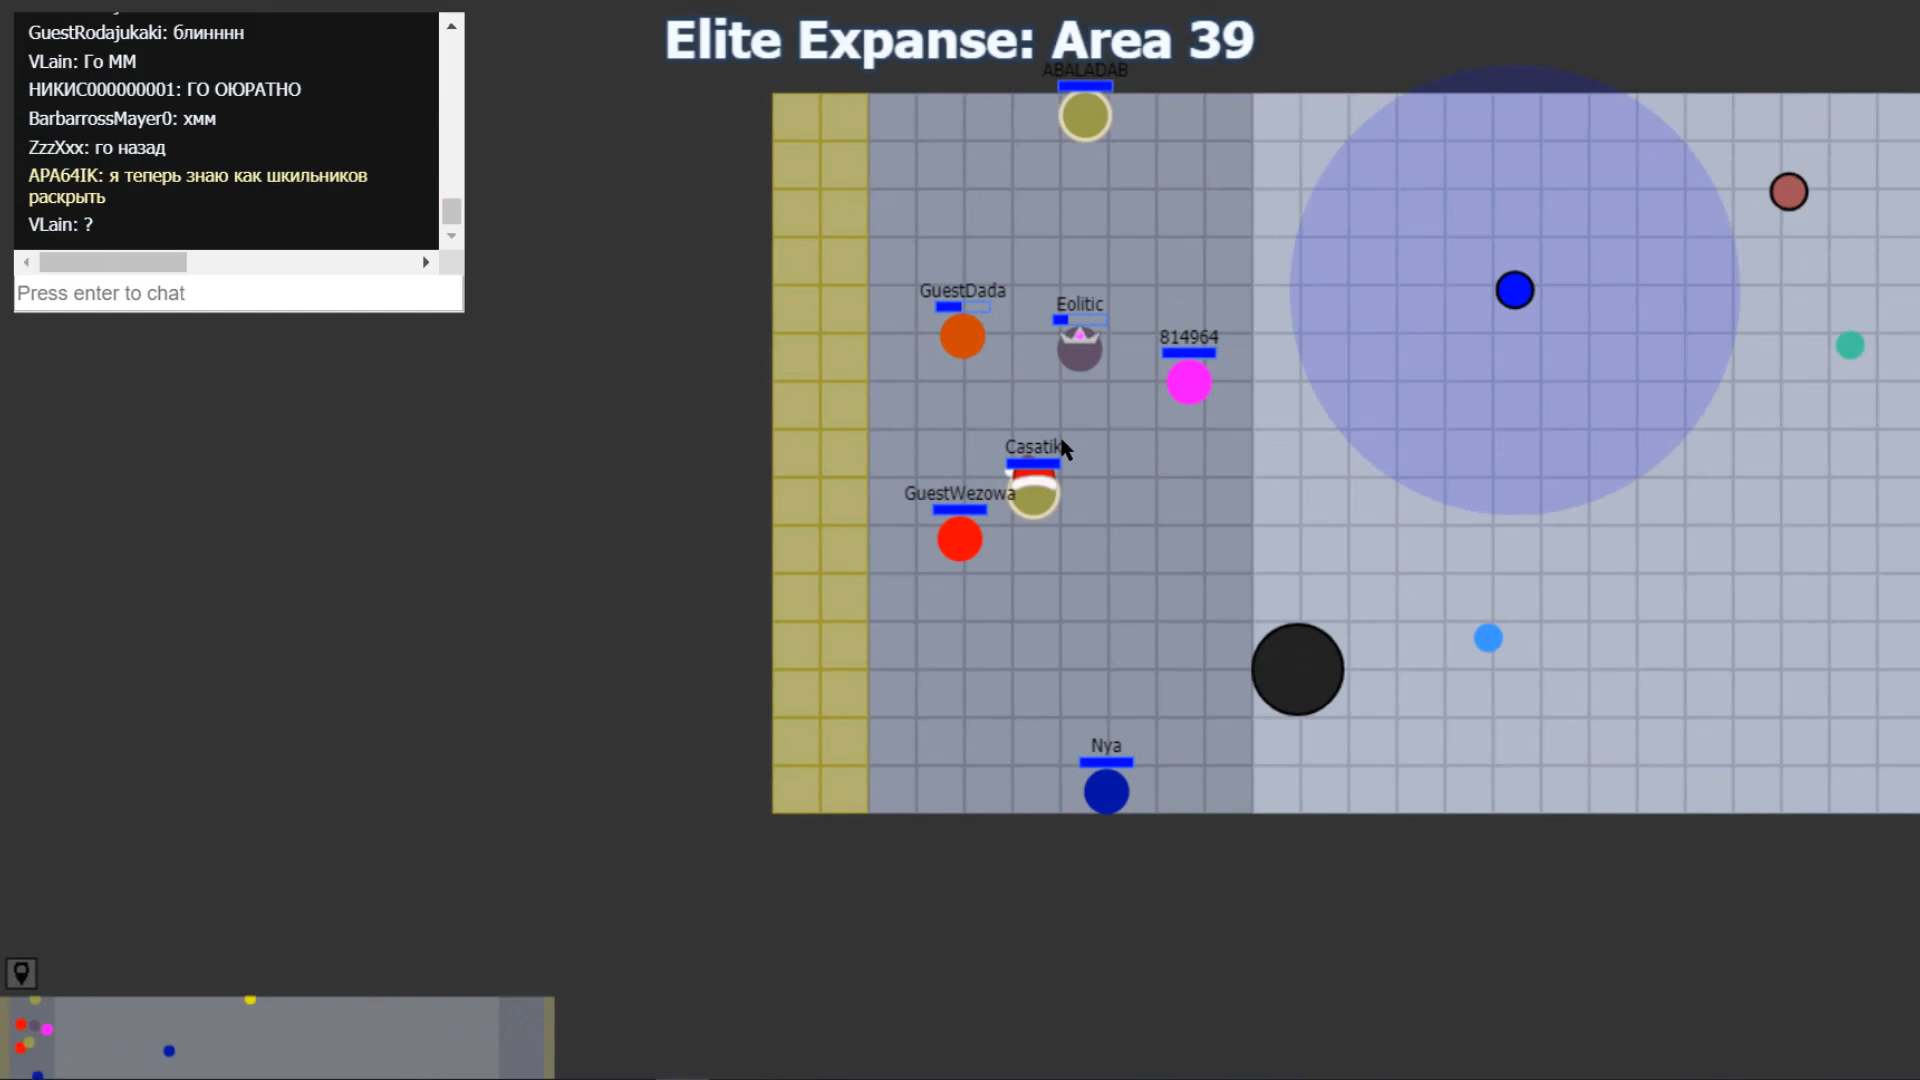 Elite Expanse: Area 39
GuestRodajukaki: блинннн
VLain: Го ММ
НИКИС000000001: ГО ОЮРАТНО
BarbarrossMayer0: хмм
ZzzXxx: го назад
APA64IK: я теперь знаю как шкильников
раскрыть
VLain: ?
Press enter to chat
ABALADAB
GuestDada
Eolitic
814964
Casatik
GuestWezowa
Nya